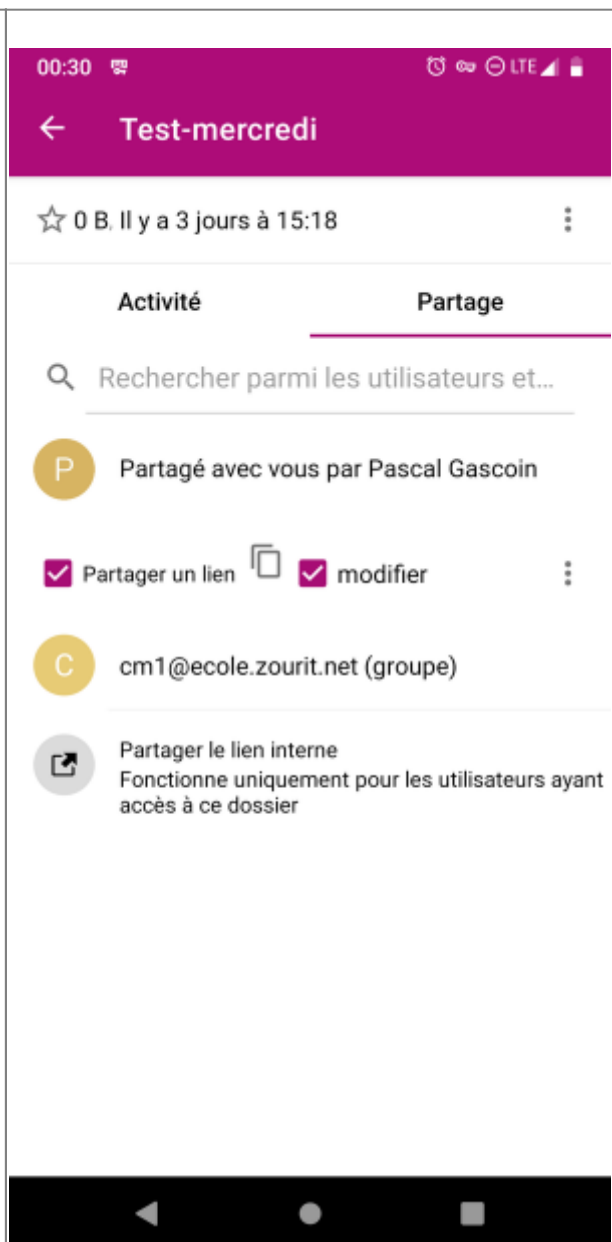 00:30 LTE
Test-mercredi
0 B, Il y a 3 jours à 15:18
Activité Partage
Rechercher parmi les utilisateurs et…
P Partagé avec vous par Pascal Gascoin
Partager un lien modifier
C cm1@ecole.zourit.net (groupe)
Partager le lien interne
Fonctionne uniquement pour les utilisateurs ayant
accès à ce dossier